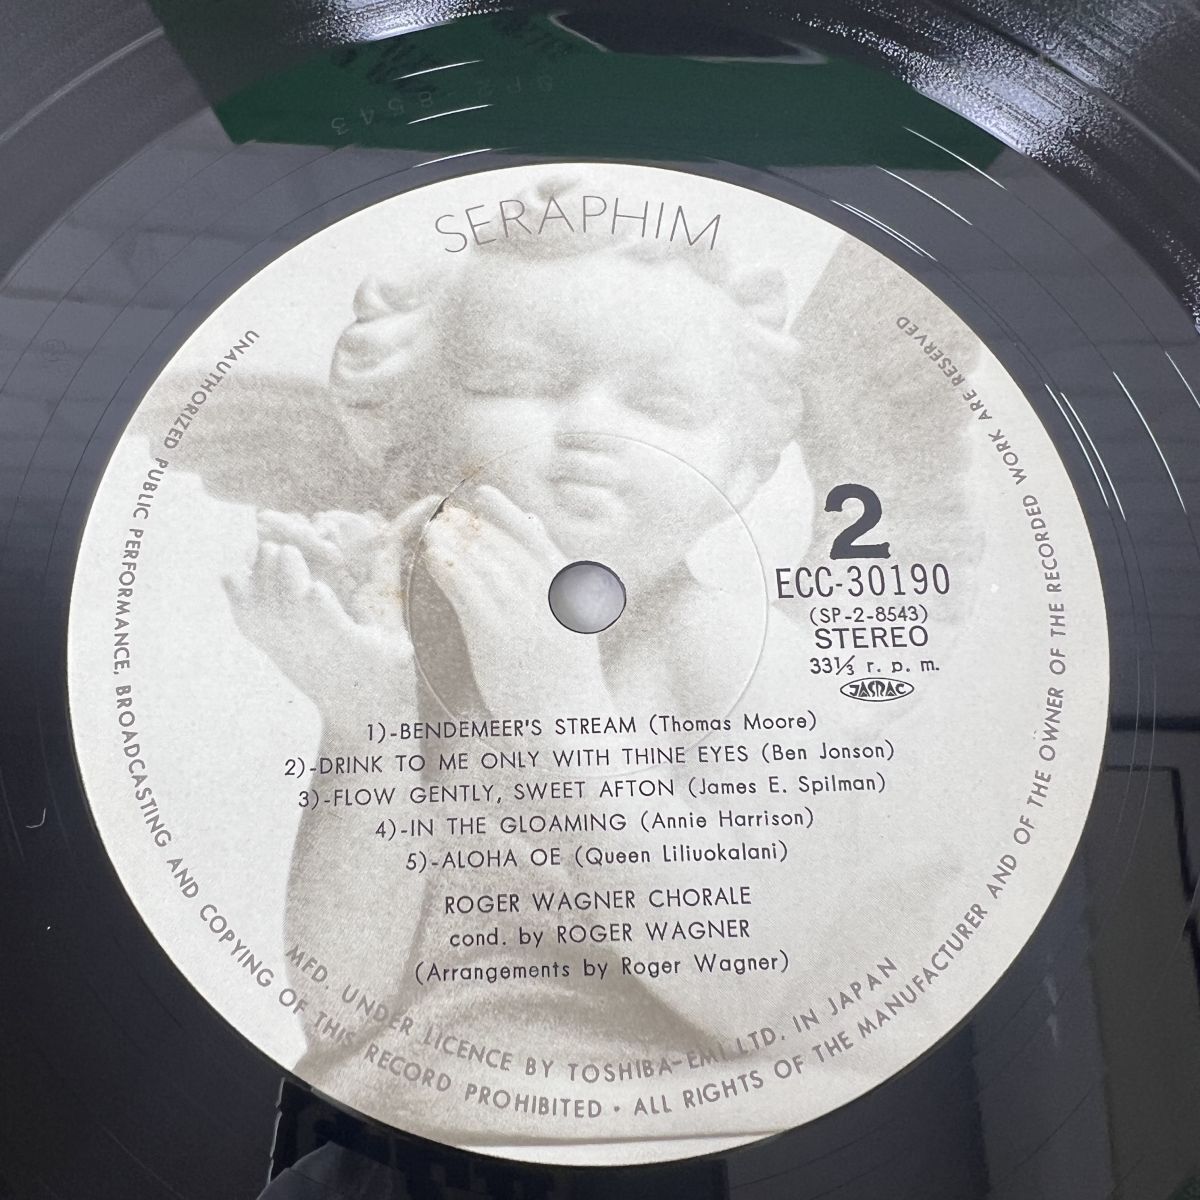 SERAPHIM
2
ECC-30190
(SP-2-8543)
STEREO
33⅓ r. p. m.
JASRAC
1)-BENDEMEER'S STREAM (Thomas Moore)
2)-DRINK TO ME ONLY WITH THINE EYES (Ben Jonson)
3)-FLOW GENTLY, SWEET AFTON (James E. Spilman)
4)-IN THE GLOAMING (Annie Harrison)
5)-ALOHA OE (Queen Liliuokalani)
ROGER WAGNER CHORALE
cond. by ROGER WAGNER
(Arrangements by Roger Wagner)
MFD. UNDER LICENCE BY TOSHIBA-EMI LTD. IN JAPAN
UNAUTHORIZED PUBLIC PERFORMANCE, BROADCASTING AND COPYING OF THIS RECORD PROHIBITED • ALL RIGHTS OF THE MANUFACTURER AND OF THE OWNER OF THE RECORDED WORK ARE RESERVED